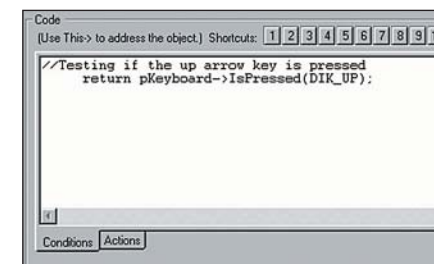 Code
(Use This-> to address the object.) Shortcuts: 1 2 3 4 5 6 7 8 9
//Testing if the up arrow key is pressed
return pKeyboard->IsPressed(DIK_UP);
Conditions Actions